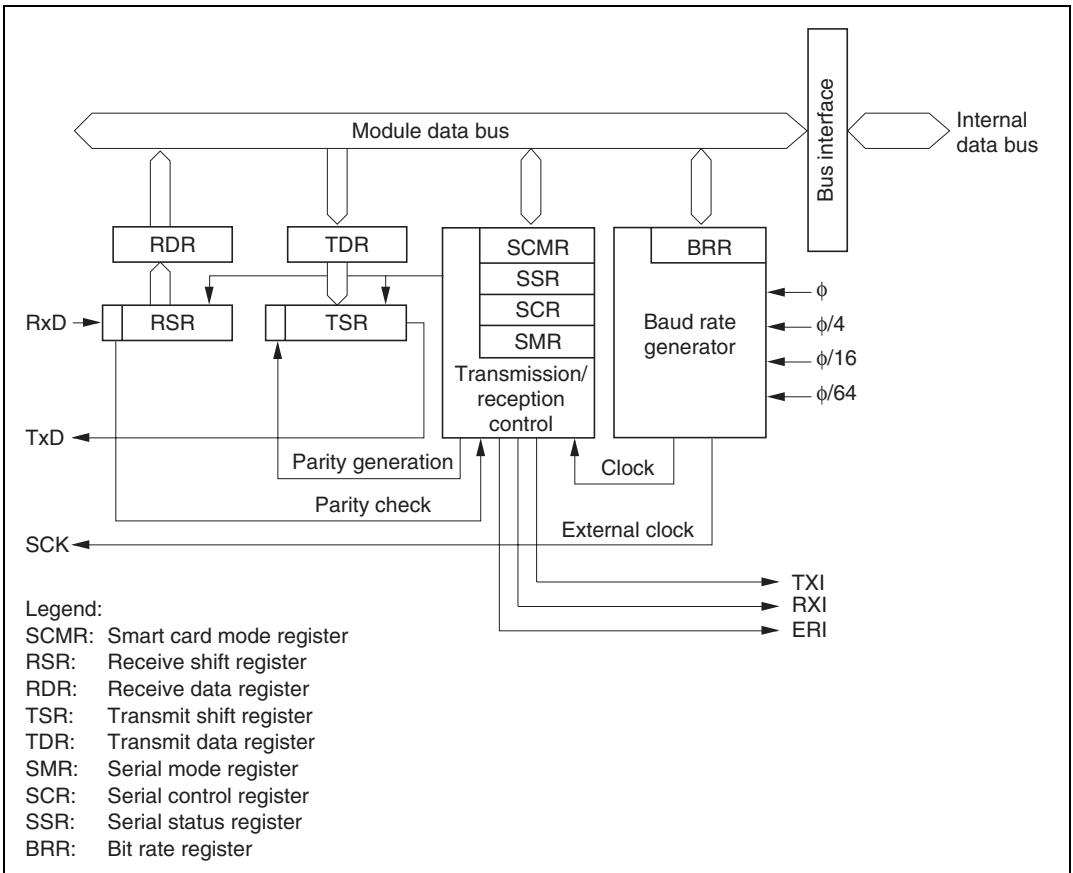 Module data bus
Bus interface
Internal
data bus
RDR
TDR
SCMR
BRR
SSR
SCR
SMR
RSR
TSR
RxD
Transmission/
reception
control
Baud rate
generator
ϕ
ϕ/4
ϕ/16
ϕ/64
TxD
Parity generation
Clock
Parity check
External clock
SCK
TXI
RXI
ERI
Legend:
SCMR: Smart card mode register
RSR: Receive shift register
RDR: Receive data register
TSR: Transmit shift register
TDR: Transmit data register
SMR: Serial mode register
SCR: Serial control register
SSR: Serial status register
BRR: Bit rate register